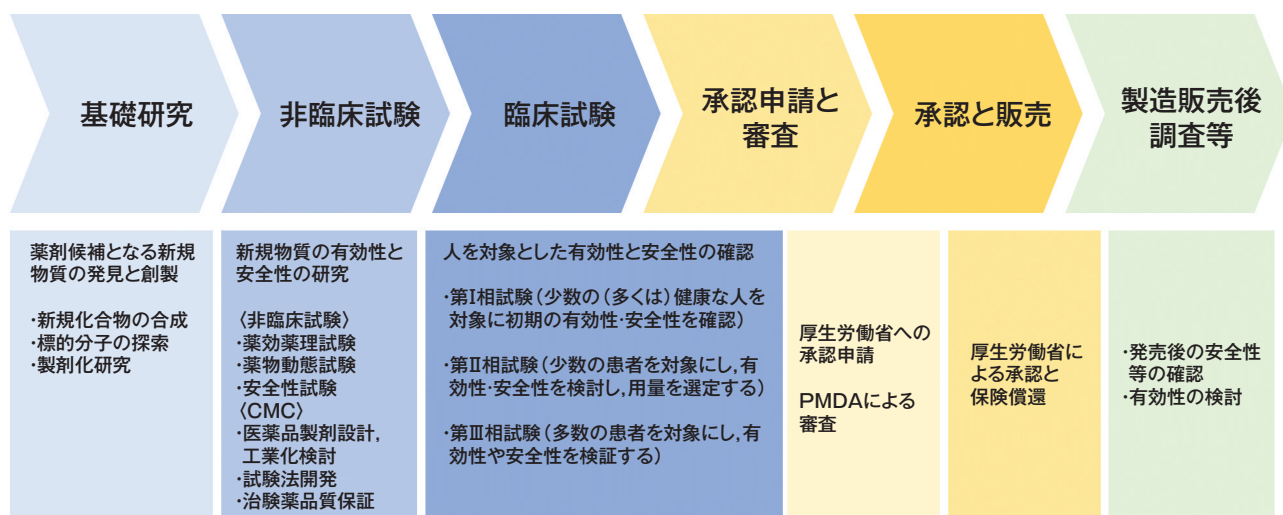 基礎研究
非臨床試験
臨床試験
承認申請と
審査
承認と販売
製造販売後
調査等
薬剤候補となる新規
物質の発見と創製
・新規化合物の合成
・標的分子の探索
・製剤化研究
新規物質の有効性と
安全性の研究
〈非臨床試験〉
・薬効薬理試験
・薬物動態試験
・安全性試験
〈CMC〉
・医薬品製剤設計,
工業化検討
・試験法開発
・治験薬品質保証
人を対象とした有効性と安全性の確認
・第Ⅰ相試験(少数の(多くは)健康な人を
対象に初期の有効性・安全性を確認)
・第Ⅱ相試験(少数の患者を対象にし,有
効性・安全性を検討し,用量を選定する)
・第Ⅲ相試験(多数の患者を対象にし,有
効性や安全性を検証する)
厚生労働省への
承認申請
PMDAによる
審査
厚生労働省に
よる承認と
保険償還
・発売後の安全性
等の確認
・有効性の検討